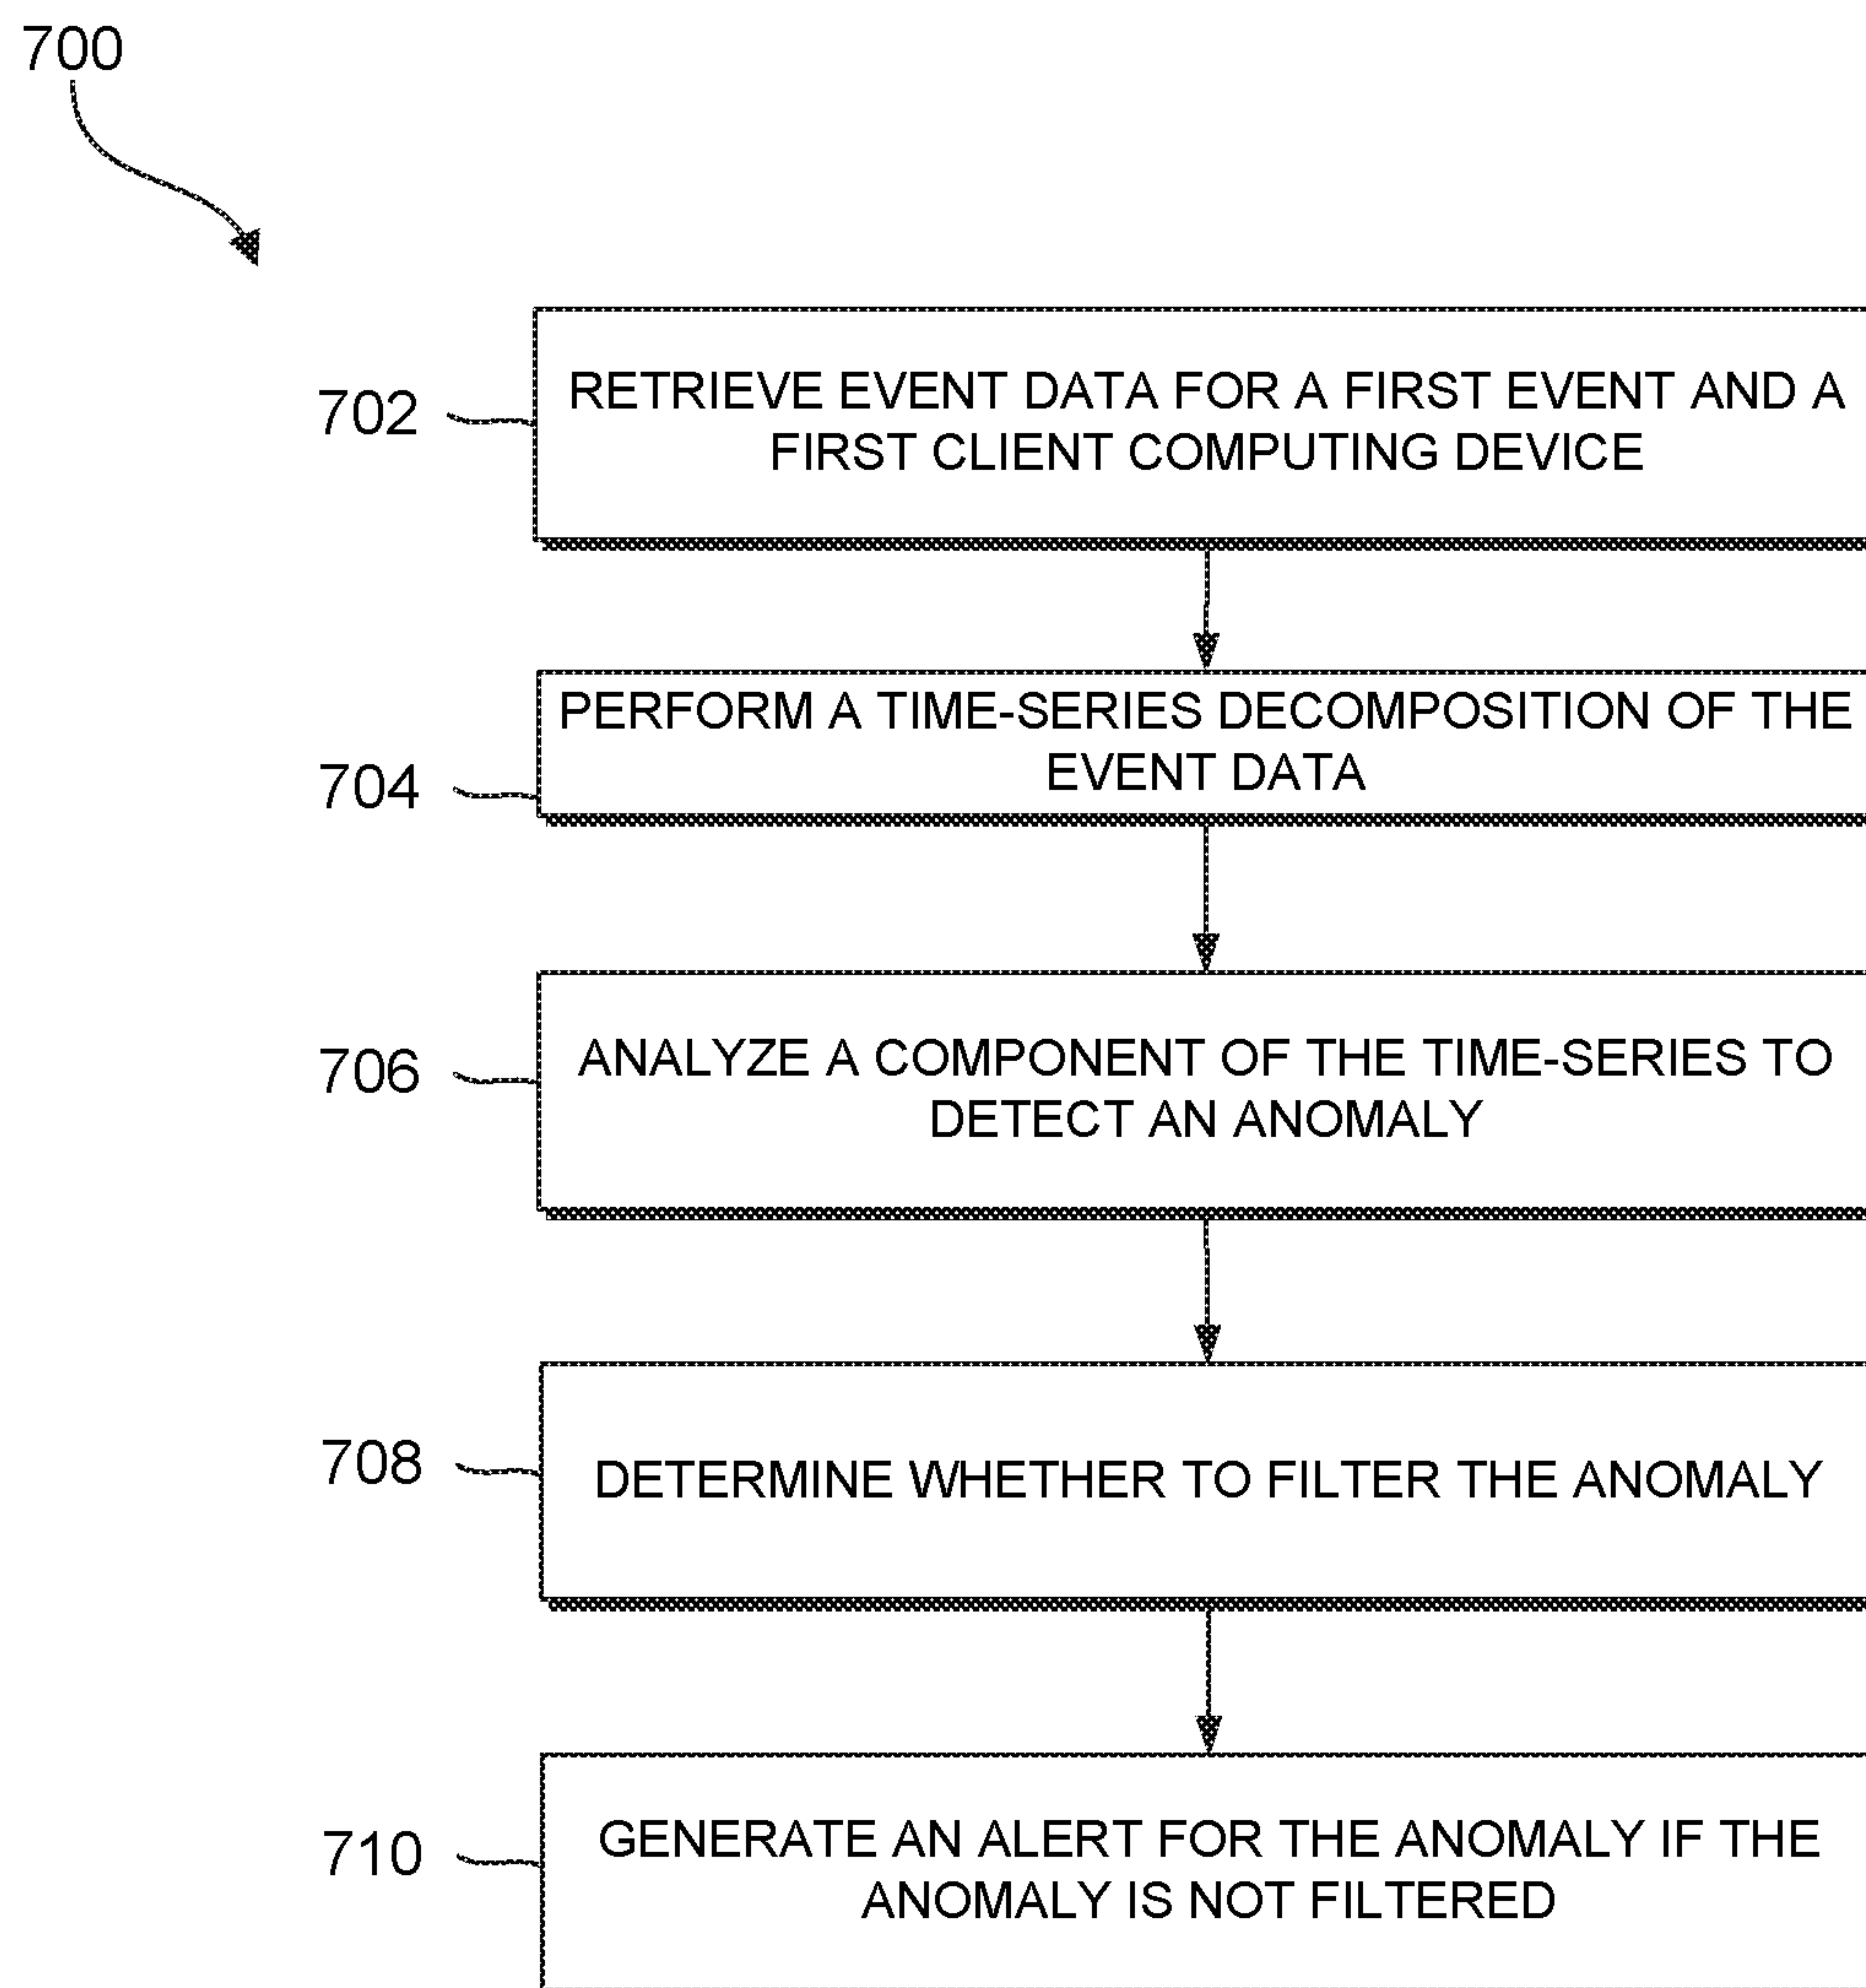 700
702
RETRIEVE EVENT DATA FOR A FIRST EVENT AND A
FIRST CLIENT COMPUTING DEVICE
704
PERFORM A TIME-SERIES DECOMPOSITION OF THE
EVENT DATA
706
ANALYZE A COMPONENT OF THE TIME-SERIES TO
DETECT AN ANOMALY
708
DETERMINE WHETHER TO FILTER THE ANOMALY
710
GENERATE AN ALERT FOR THE ANOMALY IF THE
ANOMALY IS NOT FILTERED